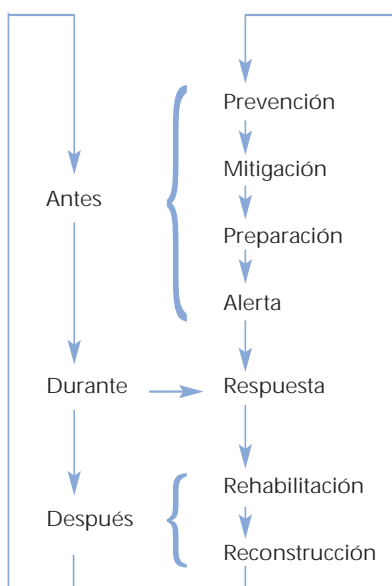 Prevención
Mitigación
Antes
Preparación
Alerta
Durante
Respuesta
Rehabilitación
Después
Reconstrucción